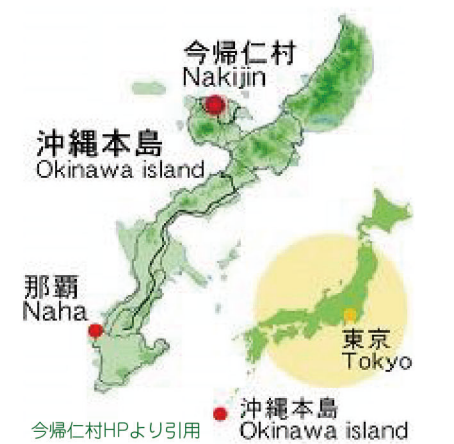 今帰仁村
Nakijin
沖縄本島
Okinawa island
那覇
Naha
東京
Tokyo
沖縄本島
Okinawa island
今帰仁村HPより引用